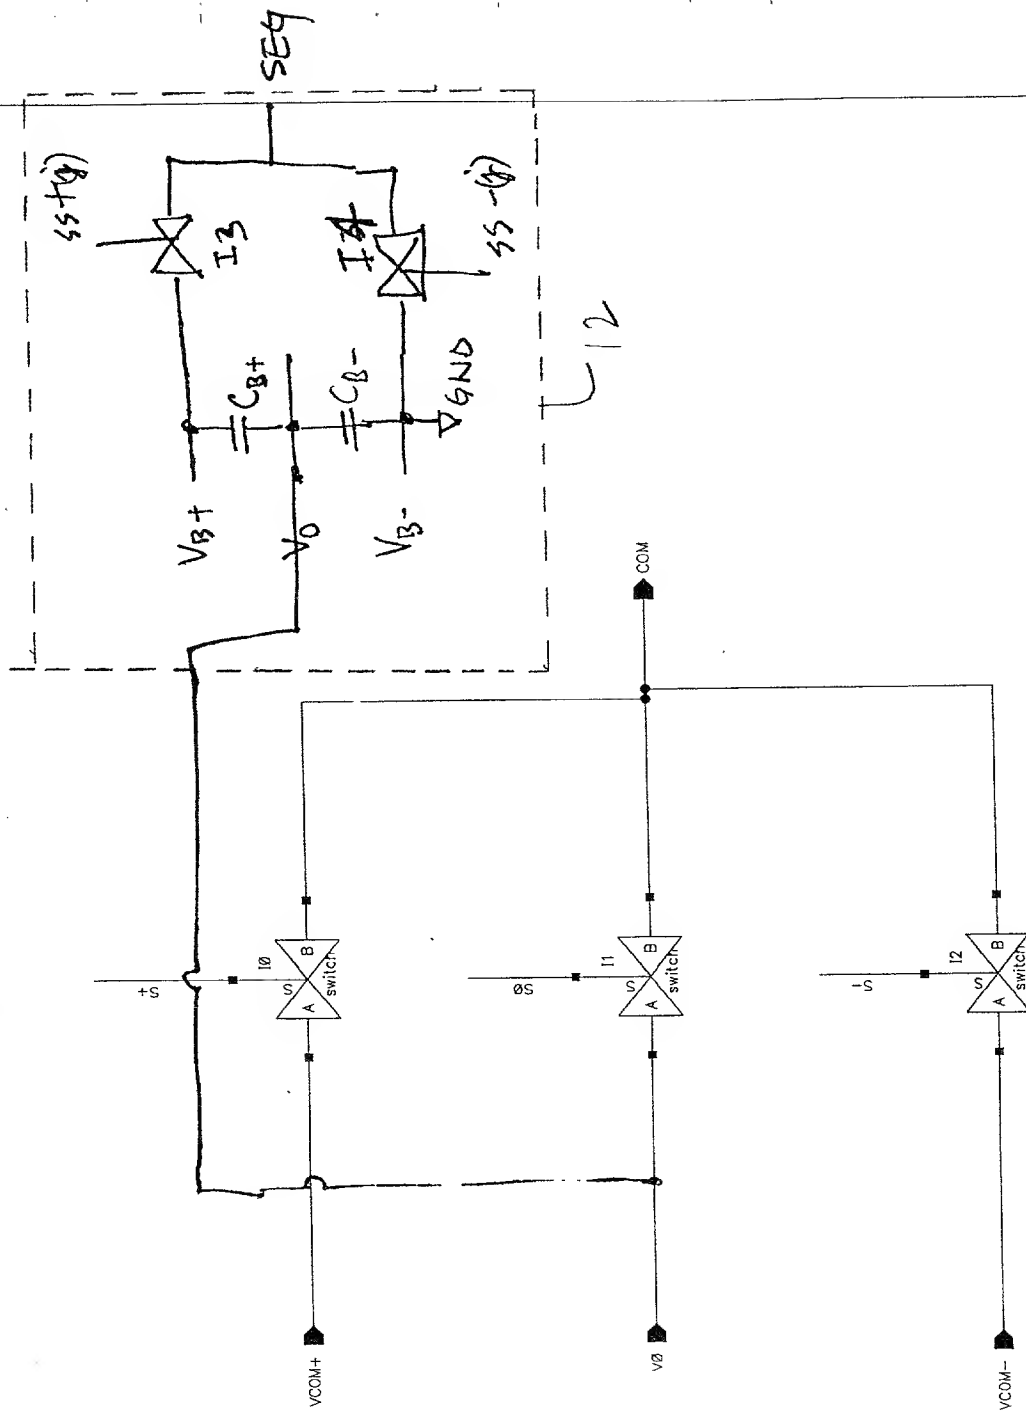 SEG
SS+(j)
I3
I4
SS-(j)
CB+
CB-
GND
12
VB+
VO
VB-
COM
S+
I0
S
A
B
switch
S0
I1
S
A
B
switch
S-
I2
S
A
B
switch
VCOM+
V0
VCOM-